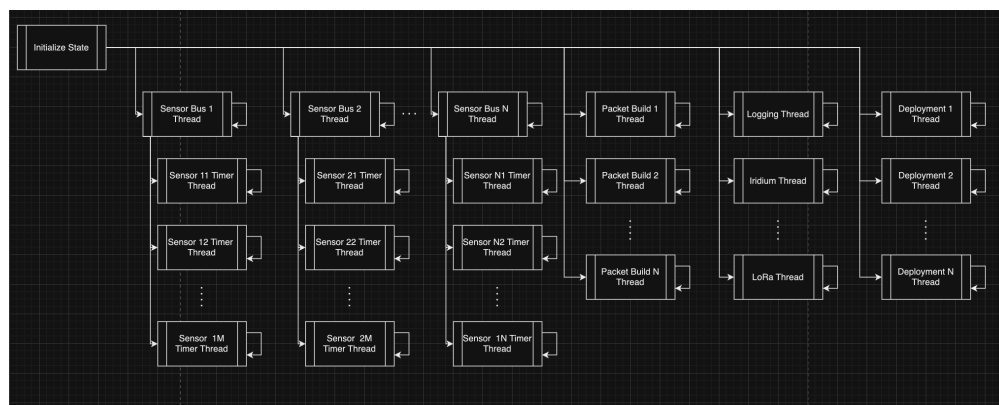 Initialize State
Sensor Bus 1
Thread
Sensor Bus 2
Thread
...
Sensor Bus N
Thread
Packet Build 1
Thread
Logging Thread
Deployment 1
Thread
Sensor 11 Timer
Thread
Sensor 21 Timer
Thread
Sensor N1 Timer
Thread
Packet Build 2
Thread
Iridium Thread
Deployment 2
Thread
Sensor 12 Timer
Thread
Sensor 22 Timer
Thread
Sensor N2 Timer
Thread
Packet Build N
Thread
LoRa Thread
Deployment N
Thread
Sensor 1M
Timer Thread
Sensor 2M
Timer Thread
Sensor 1N Timer
Thread